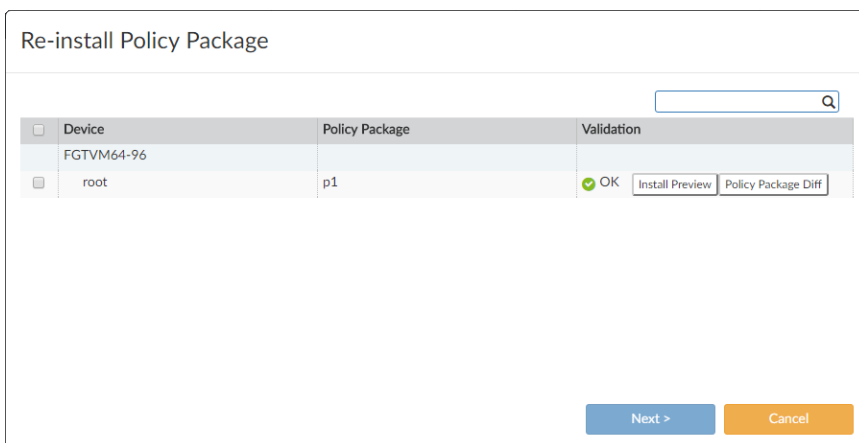 Re-install Policy Package
Device Policy Package Validation
FGTVM64-96
root p1 OK Install Preview Policy Package Diff
Next > Cancel